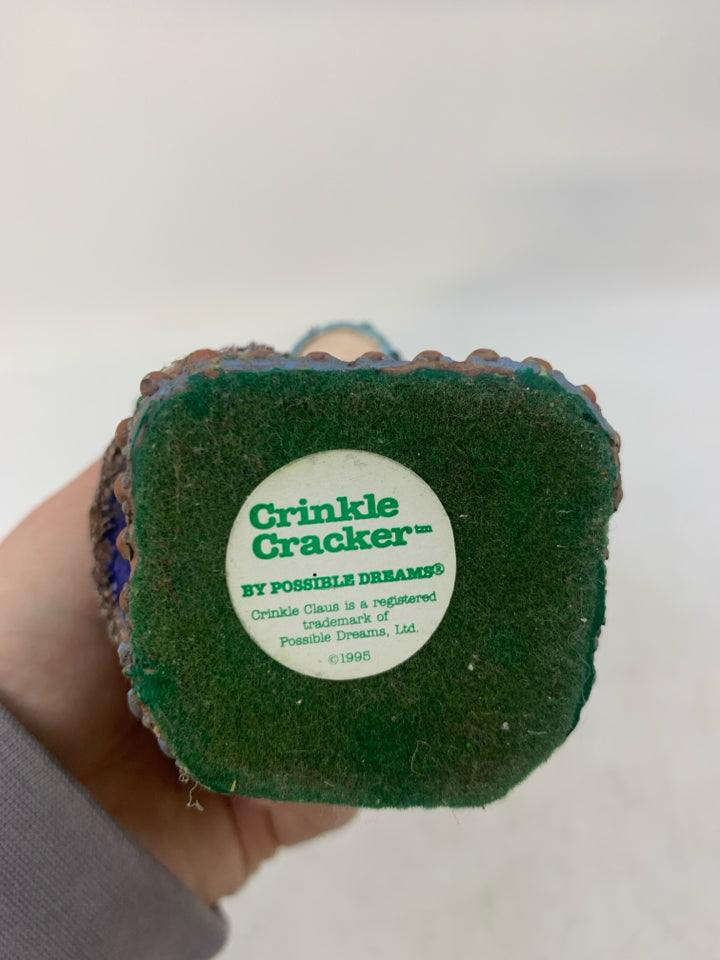 Crinkle
Cracker™
BY POSSIBLE DREAMS®
Crinkle Claus is a registered
trademark of
Possible Dreams, Ltd.
©1995